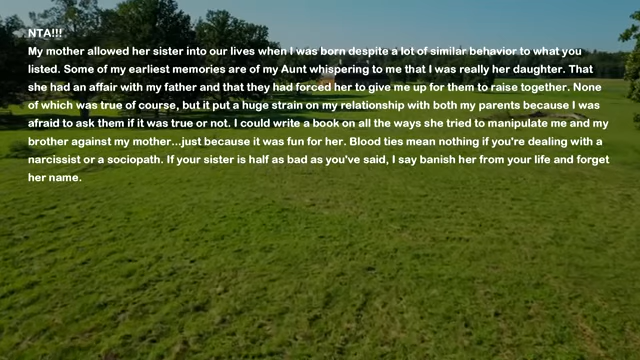 NTA!!!
My mother allowed her sister into our lives when I was born despite a lot of similar behavior to what you
listed. Some of my earliest memories are of my Aunt whispering to me that I was really her daughter. That
she had an affair with my father and that they had forced her to give me up for them to raise together. None
of which was true of course, but it put a huge strain on my relationship with both my parents because I was
afraid to ask them if it was true or not. I could write a book on all the ways she tried to manipulate me and my
brother against my mother...just because it was fun for her. Blood ties mean nothing if you're dealing with a
narcissist or a sociopath. If your sister is half as bad as you've said, I say banish her from your life and forget
her name.